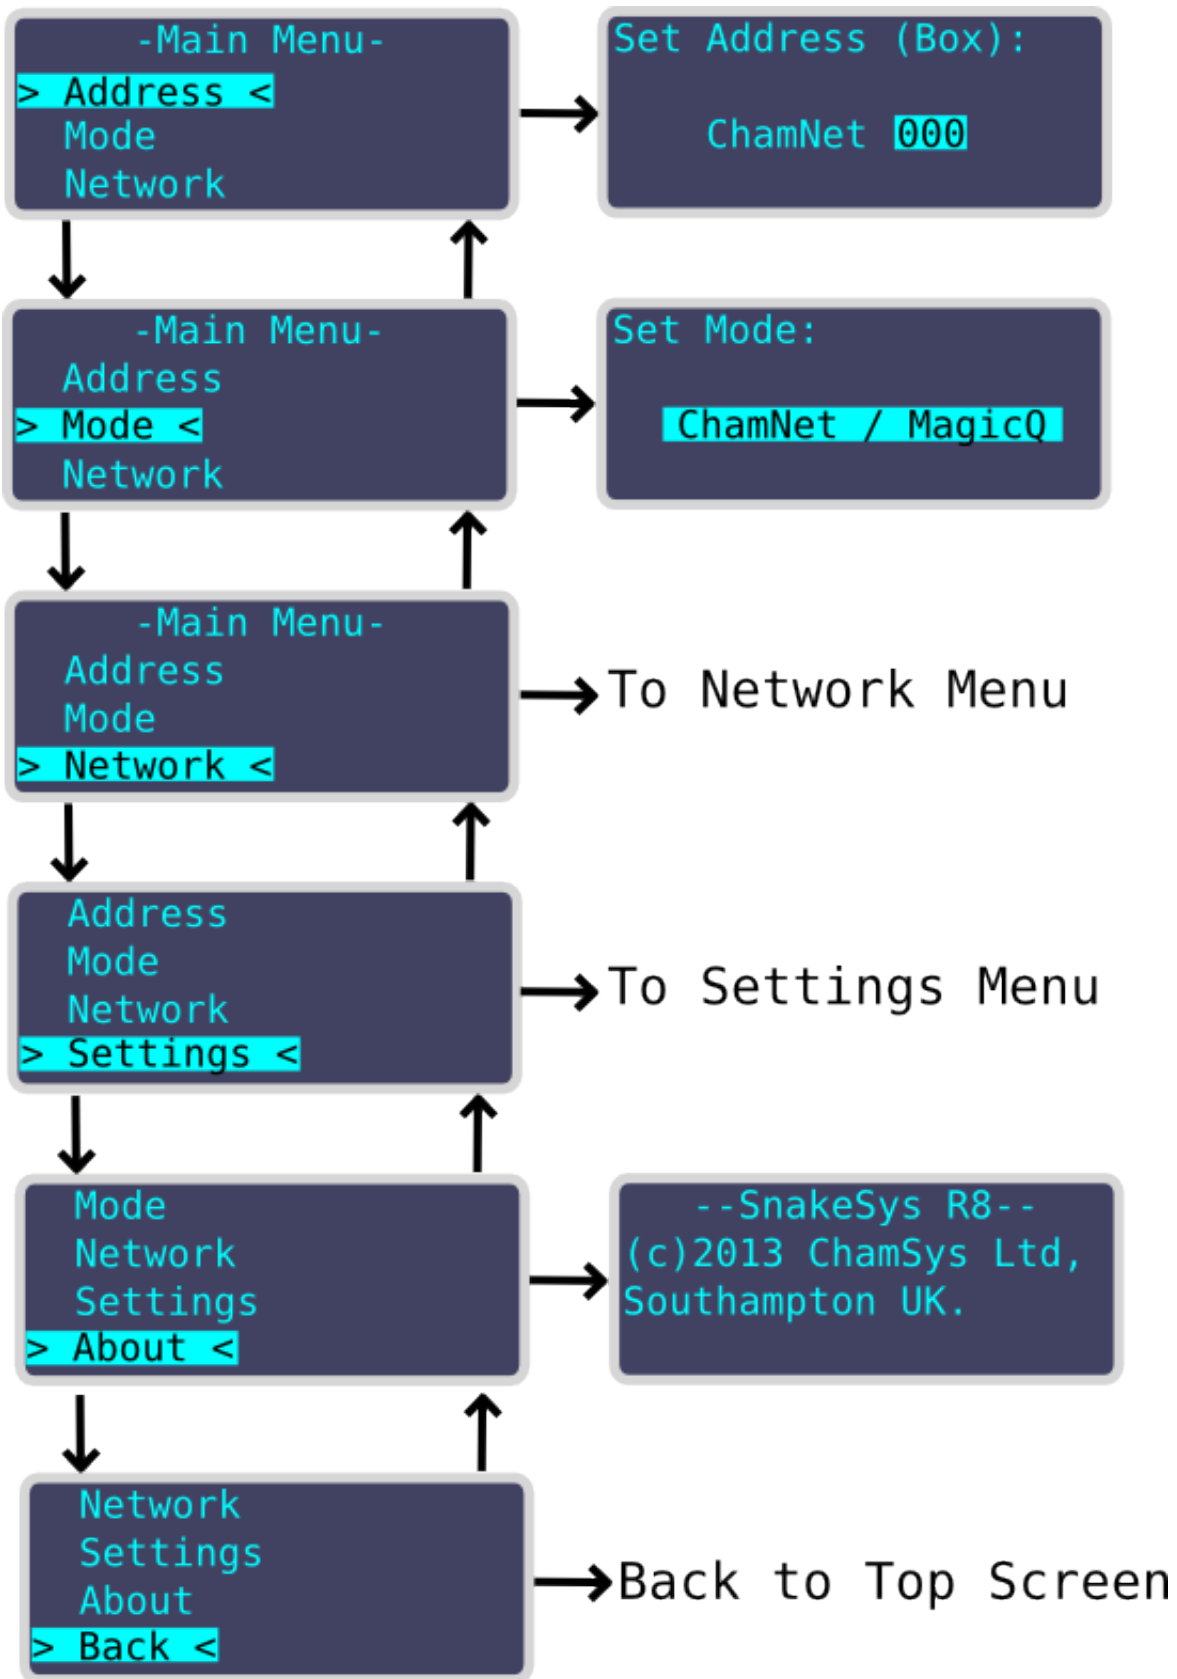 -Main Menu-
> Address <
Mode
Network
Set Address (Box):
ChamNet 000
-Main Menu-
Address
> Mode <
Network
Set Mode:
ChamNet / MagicQ
-Main Menu-
Address
Mode
> Network <
To Network Menu
Address
Mode
Network
> Settings <
To Settings Menu
Mode
Network
Settings
> About <
--SnakeSys R8--
(c)2013 ChamSys Ltd,
Southampton UK.
Network
Settings
About
> Back <
Back to Top Screen